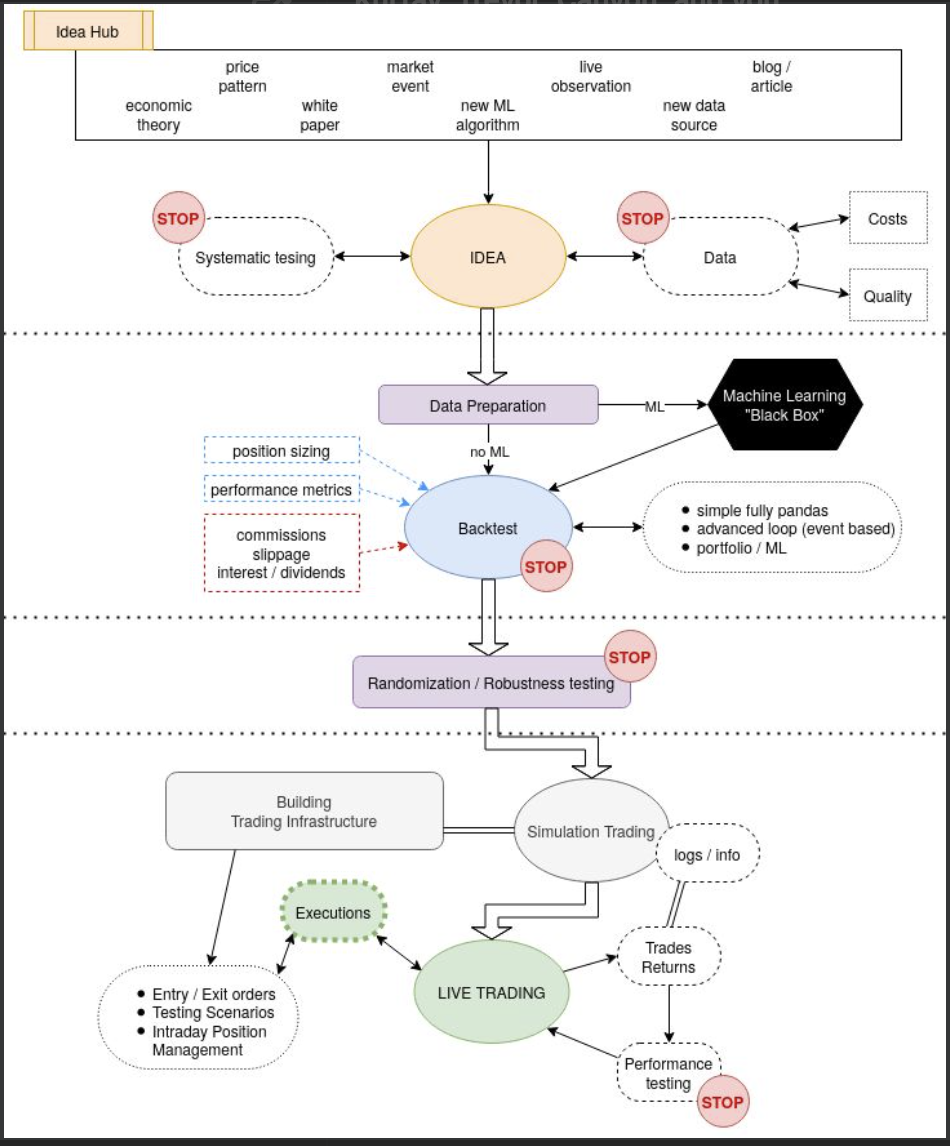 Idea Hub
price
pattern
market
event
live
observation
blog /
article
economic
theory
white
paper
new ML
algorithm
new data
source
STOP
Systematic tesing
IDEA
STOP
Data
Costs
Quality
Data Preparation
ML
Machine Learning
"Black Box"
no ML
position sizing
performance metrics
commissions
slippage
interest / dividends
Backtest
STOP
simple fully pandas
advanced loop (event based)
portfolio / ML
STOP
Randomization / Robustness testing
Building
Trading Infrastructure
Simulation Trading
logs / info
Executions
Trades
Returns
LIVE TRADING
Entry / Exit orders
Testing Scenarios
Intraday Position
Management
Performance
testing
STOP